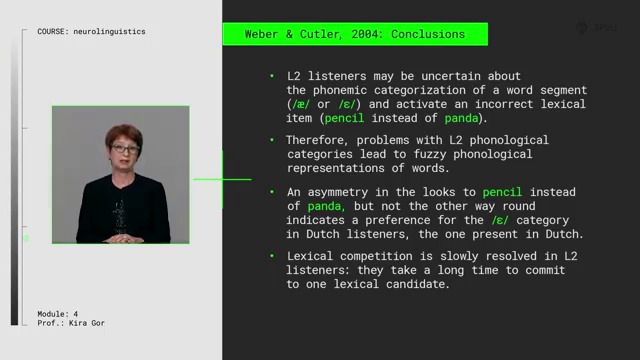 COURSE: neurolinguistics
Weber & Cutler, 2004: Conclusions
• L2 listeners may be uncertain about
the phonemic categorization of a word segment
(/æ/ or /ɛ/) and activate an incorrect lexical
item (pencil instead of panda).
• Therefore, problems with L2 phonological
categories lead to fuzzy phonological
representations of words.
• An asymmetry in the looks to pencil instead
of panda, but not the other way round
indicates a preference for the /ɛ/ category
in Dutch listeners, the one present in Dutch.
• Lexical competition is slowly resolved in L2
listeners: they take a long time to commit
to one lexical candidate.
Module: 4
Prof.: Kira Gor